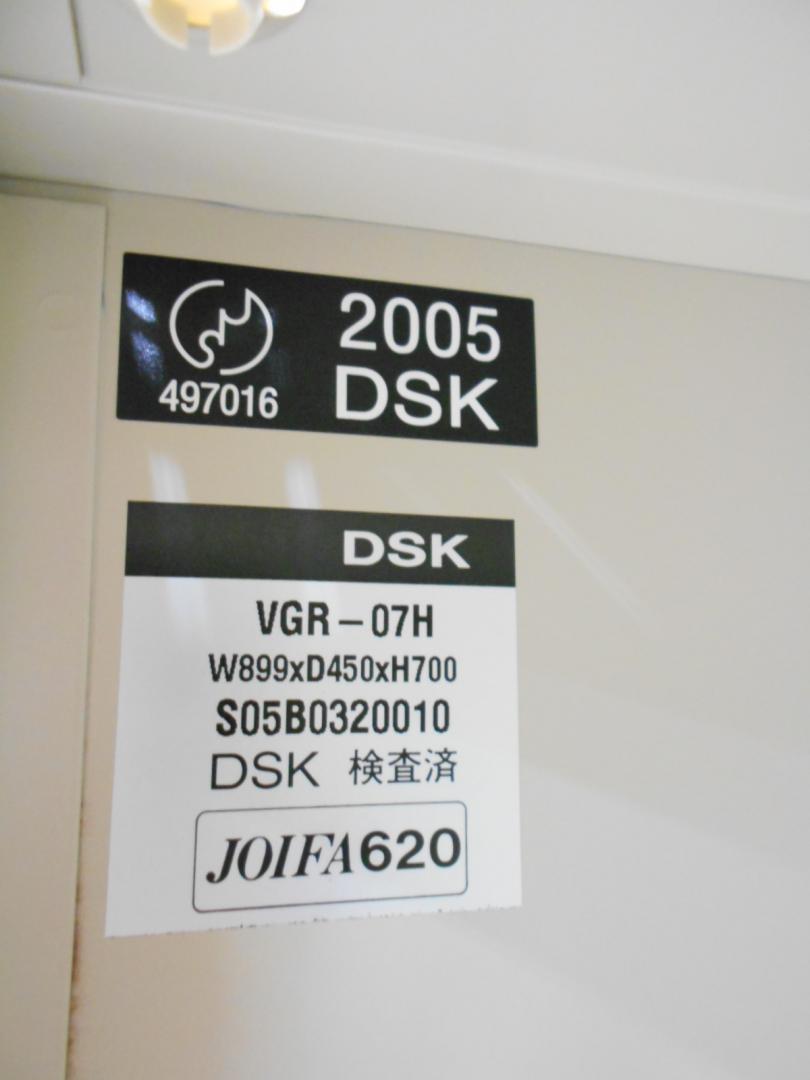 2005
497016 DSK
DSK
VGR－07H
W899xD450xH700
S05B0320010
DSK 検査済
JOIFA620